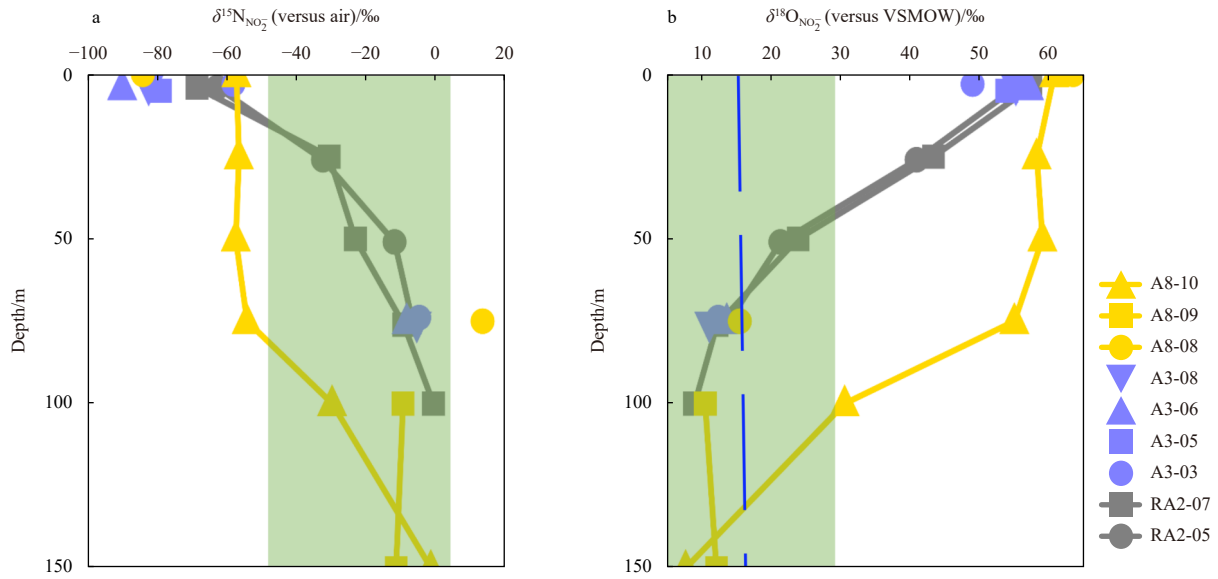 a δ¹⁵N_NO₂⁻ (versus air)/‰
−100 −80 −60 −40 −20 0 20
0
50
100
150
Depth/m
b δ¹⁸O_NO₂⁻ (versus VSMOW)/‰
10 20 30 40 50 60
0
50
100
150
Depth/m
A8-10
A8-09
A8-08
A3-08
A3-06
A3-05
A3-03
RA2-07
RA2-05